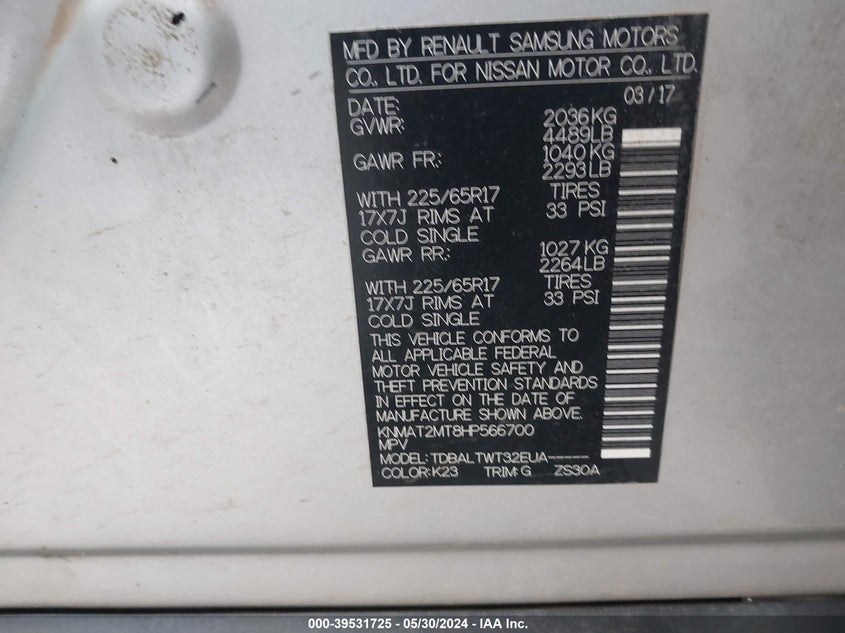 MFD BY RENAULT SAMSUNG MOTORS
CO., LTD. FOR NISSAN MOTOR CO., LTD.
DATE: 03/17
GVWR: 2036KG
4489LB
GAWR FR: 1040KG
2293LB
WITH 225/65R17 TIRES
17X7J RIMS AT 33 PSI
COLD SINGLE
GAWR RR.: 1027 KG
2264LB
WITH 225/65R17 TIRES
17X7J RIMS AT 33 PSI
COLD SINGLE
THIS VEHICLE CONFORMS TO
ALL APPLICABLE FEDERAL
MOTOR VEHICLE SAFETY AND
THEFT PREVENTION STANDARDS
IN EFFECT ON THE DATE OF
MANUFACTURE SHOWN ABOVE.
KNMAT2MT8HP566700
MPV
MODEL: TDBALTWT32EUA-----
COLOR: K23 TRIM: G ZS30A
000-39531725 - 05/30/2024 - IAA Inc.